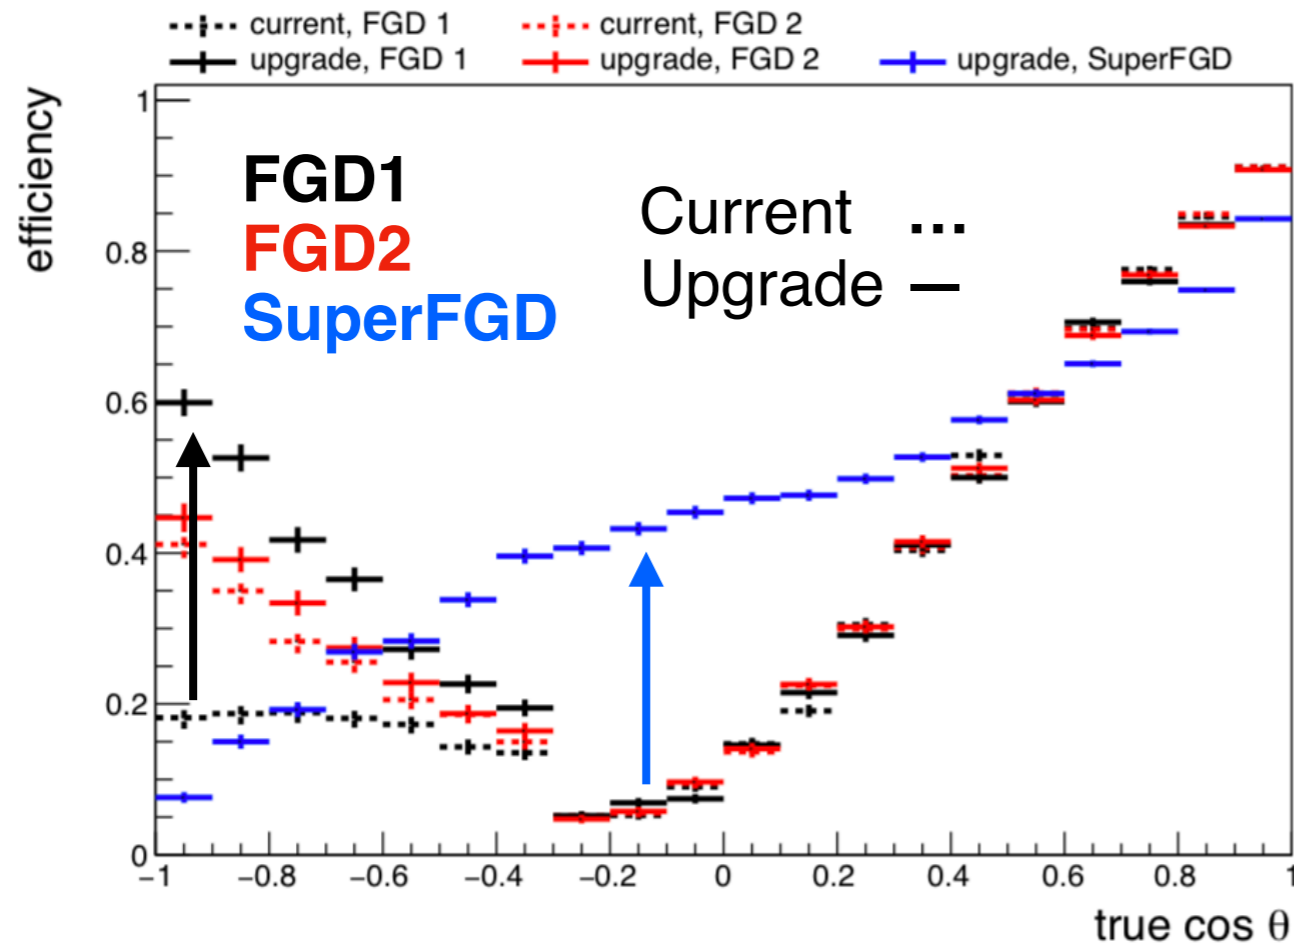 current, FGD 1 current, FGD 2
upgrade, FGD 1 upgrade, FGD 2 upgrade, SuperFGD
efficiency
1
0.8
0.6
0.4
0.2
0
FGD1
FGD2
SuperFGD
Current ...
Upgrade —
−1 −0.8 −0.6 −0.4 −0.2 0 0.2 0.4 0.6 0.8 1
true cos θ